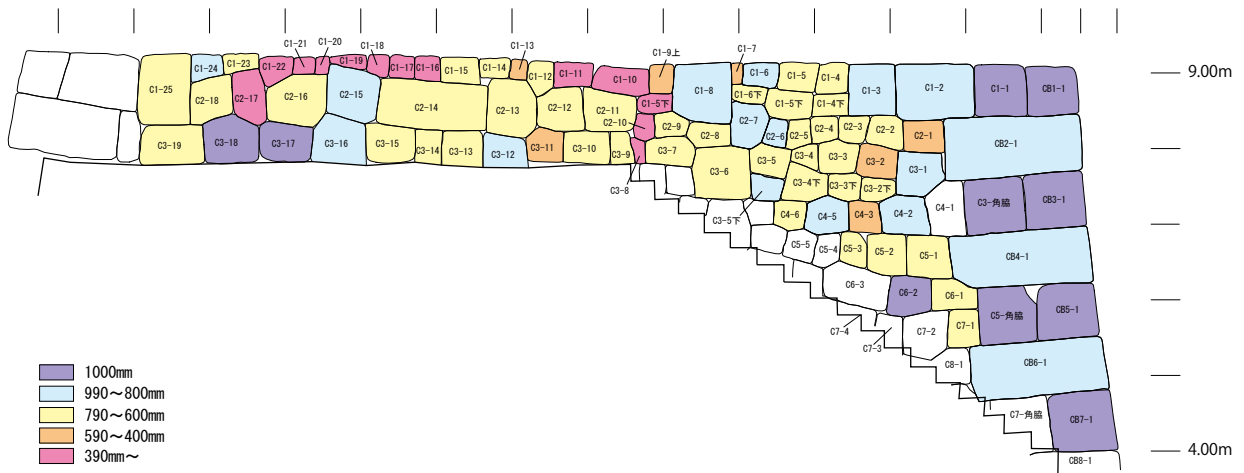 C1-20
C1-21
C1-18
C1-13
C1-9上
C1-7
C1-24
C1-23
C1-22
C1-19
C1-17
C1-16
C1-15
C1-14
C1-12
C1-11
C1-10
C1-6
C1-5
C1-4
9.00m
C1-25
C2-18
C2-17
C2-16
C2-15
C2-14
C2-13
C2-12
C2-11
C1-5下
C1-8
C1-6下
C1-5下
C1-4下
C1-3
C1-2
C1-1
CB1-1
C2-10
C2-9
C2-8
C2-7
C2-6
C2-5
C2-4
C2-3
C2-2
C2-1
CB2-1
C3-19
C3-18
C3-17
C3-16
C3-15
C3-14
C3-13
C3-12
C3-11
C3-10
C3-9
C3-7
C3-8
C3-6
C3-5
C3-4
C3-3
C3-2
C3-1
C3-4下
C3-3下
C3-2下
C3-5下
C4-6
C4-5
C4-3
C4-2
C4-1
C3-角脇
CB3-1
C5-5
C5-4
C5-3
C5-2
C5-1
CB4-1
C6-3
C6-2
C6-1
C5-角脇
CB5-1
C7-4
C7-3
C7-2
C7-1
C8-1
CB6-1
C7-角脇
CB7-1
CB8-1
4.00m
1000mm
990～800mm
790～600mm
590～400mm
390mm～